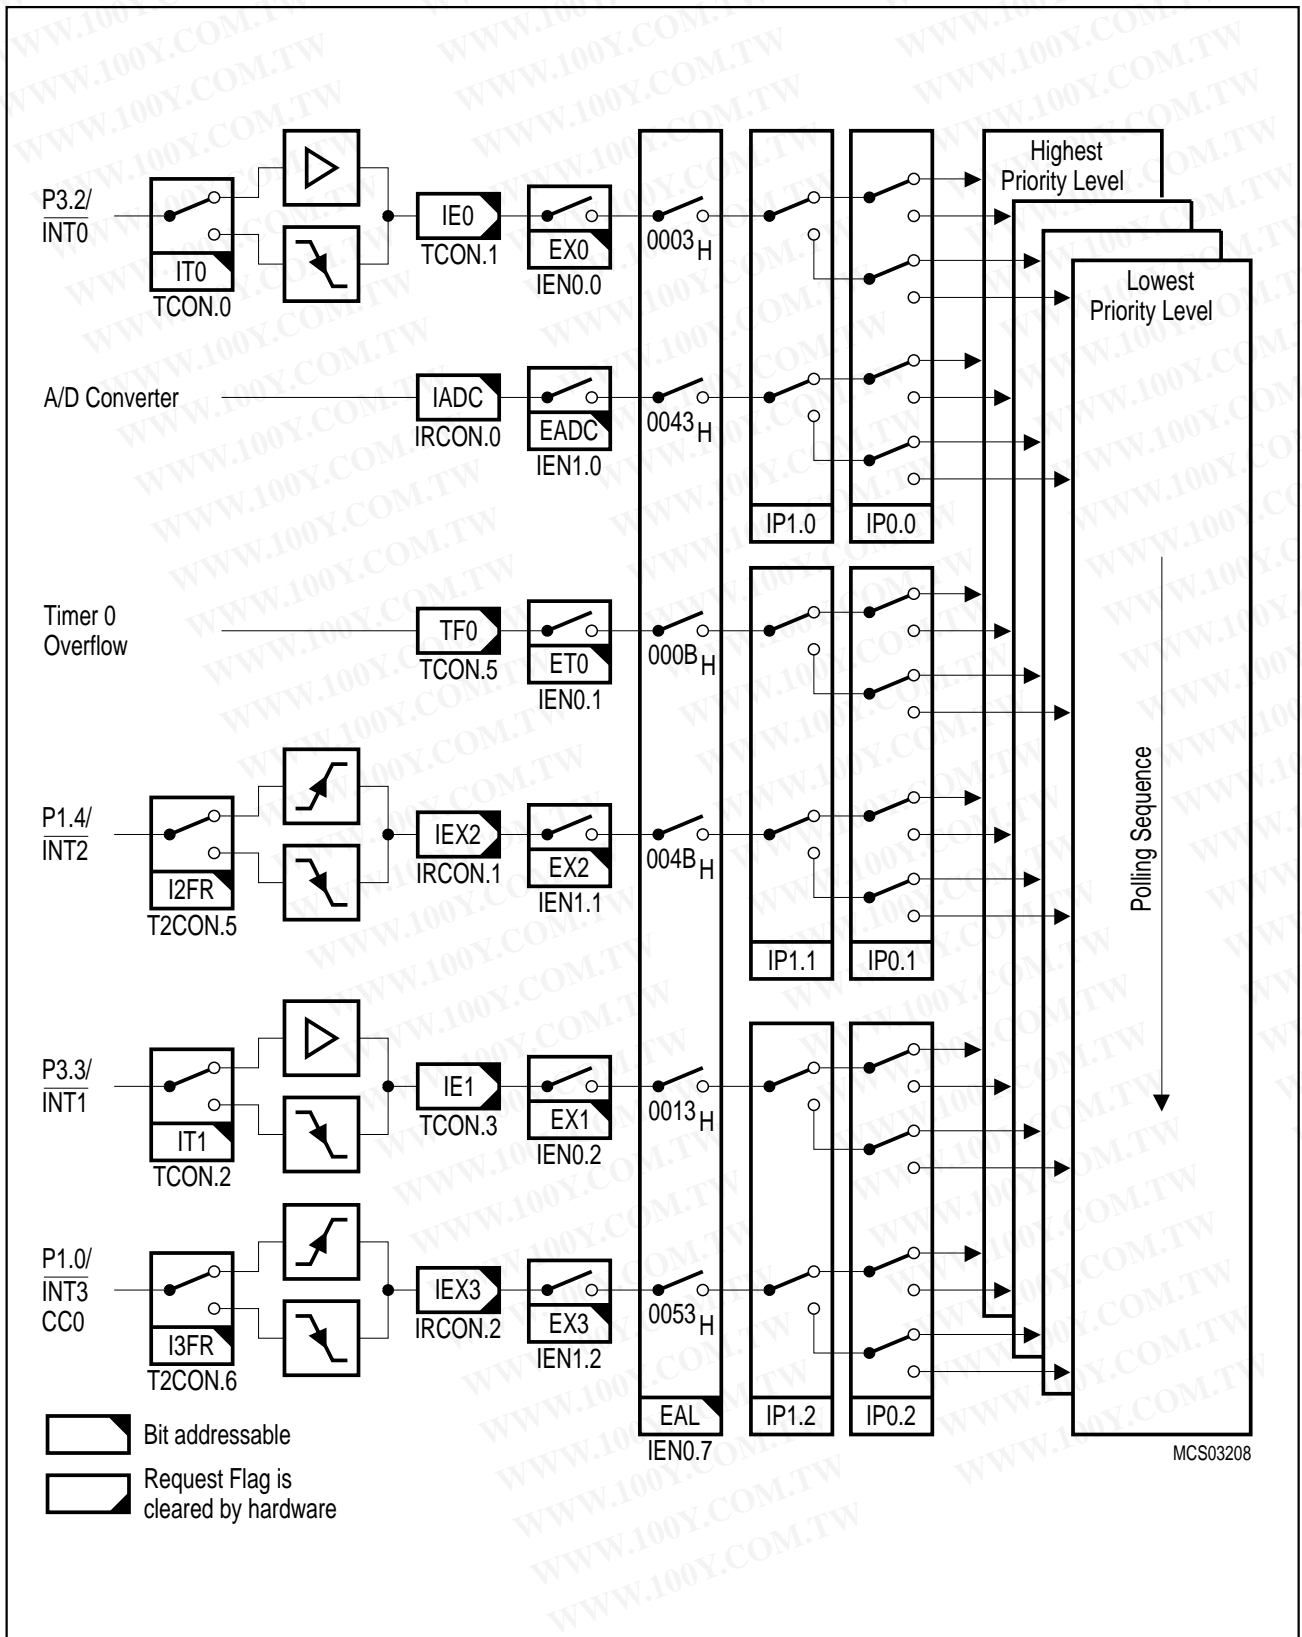 WWW.100Y.COM.TW
Highest
Priority Level
Lowest
Priority Level
P3.2/
INT0
IT0
TCON.0
IE0
TCON.1
EX0
IEN0.0
0003H
A/D Converter
IADC
IRCON.0
EADC
IEN1.0
0043H
IP1.0
IP0.0
Timer 0
Overflow
TF0
TCON.5
ET0
IEN0.1
000BH
P1.4/
INT2
I2FR
T2CON.5
IEX2
IRCON.1
EX2
IEN1.1
004BH
IP1.1
IP0.1
Polling Sequence
P3.3/
INT1
IT1
TCON.2
IE1
TCON.3
EX1
IEN0.2
0013H
P1.0/
INT3
CC0
I3FR
T2CON.6
IEX3
IRCON.2
EX3
IEN1.2
0053H
EAL
IEN0.7
IP1.2
IP0.2
Bit addressable
Request Flag is
cleared by hardware
MCS03208